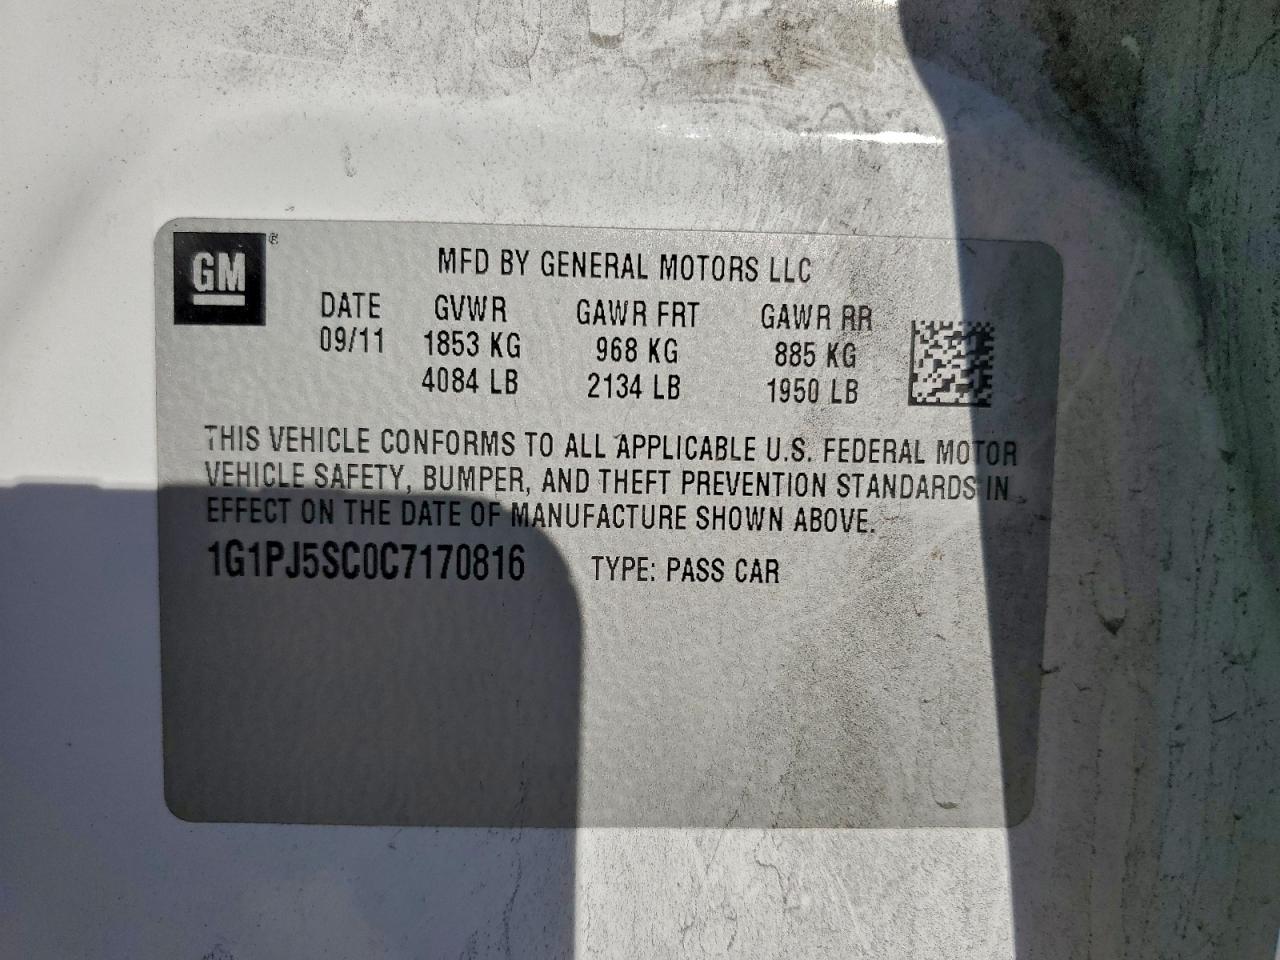 GM ®
MFD BY GENERAL MOTORS LLC
DATE GVWR GAWR FRT GAWR RR
09/11 1853 KG 968 KG 885 KG
4084 LB 2134 LB 1950 LB
THIS VEHICLE CONFORMS TO ALL APPLICABLE U.S. FEDERAL MOTOR
VEHICLE SAFETY, BUMPER, AND THEFT PREVENTION STANDARDS IN
EFFECT ON THE DATE OF MANUFACTURE SHOWN ABOVE.
1G1PJ5SC0C7170816 TYPE: PASS CAR